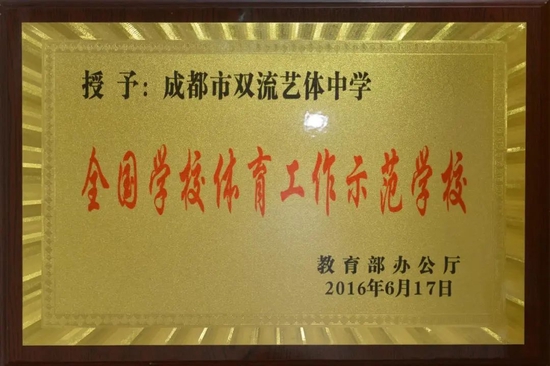 授 予：成都市双流艺体中学
全国学校体育工作示范学校
教育部办公厅
2016年6月17日